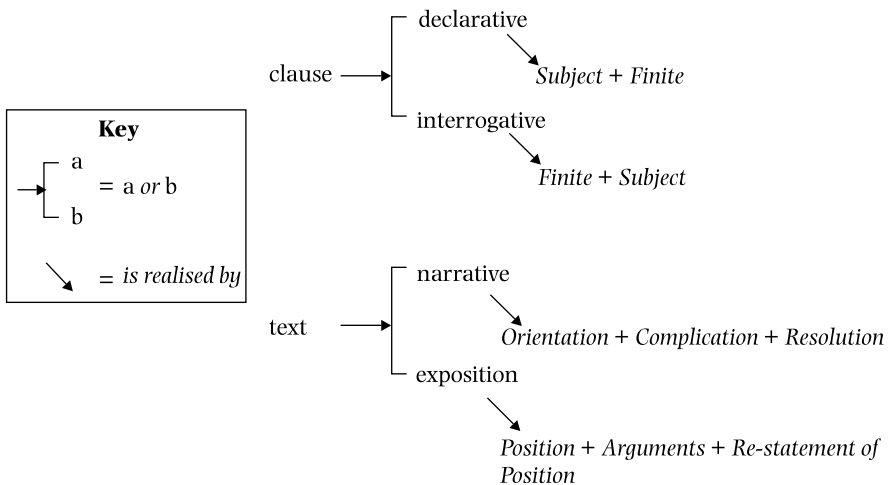 declarative
clause
Subject + Finite
interrogative
Finite + Subject
Key
a
= a or b
b
= is realised by
narrative
text
Orientation + Complication + Resolution
exposition
Position + Arguments + Re-statement of
Position